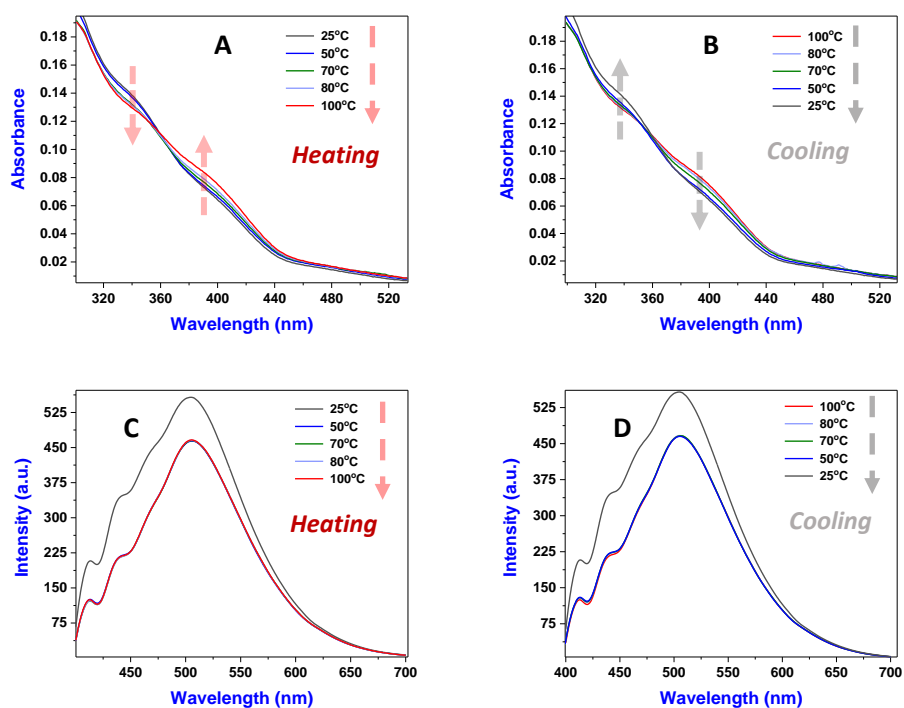 A
25°C
50°C
70°C
80°C
100°C
Heating
Absorbance
0.18
0.16
0.14
0.12
0.10
0.08
0.06
0.04
0.02
320
360
400
440
480
520
Wavelength (nm)
B
100°C
80°C
70°C
50°C
25°C
Cooling
Absorbance
0.18
0.16
0.14
0.12
0.10
0.08
0.06
0.04
0.02
320
360
400
440
480
520
Wavelength (nm)
C
25°C
50°C
70°C
80°C
100°C
Heating
Intensity (a.u.)
525
450
375
300
225
150
75
450
500
550
600
650
700
Wavelength (nm)
D
100°C
80°C
70°C
50°C
25°C
Cooling
Intensity (a.u.)
525
450
375
300
225
150
75
400
450
500
550
600
650
700
Wavelength (nm)